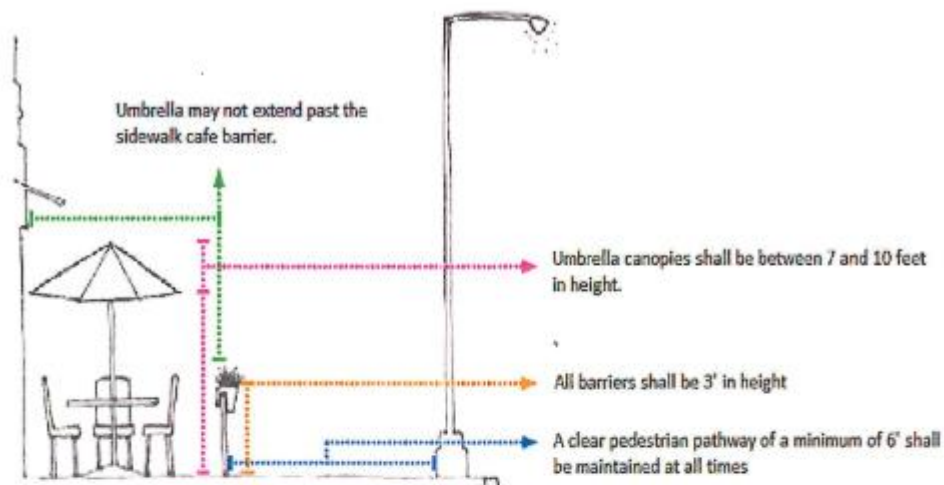 Umbrella may not extend past the
sidewalk cafe barrier.
Umbrella canopies shall be between 7 and 10 feet
in height.
All barriers shall be 3' in height
A clear pedestrian pathway of a minimum of 6' shall
be maintained at all times